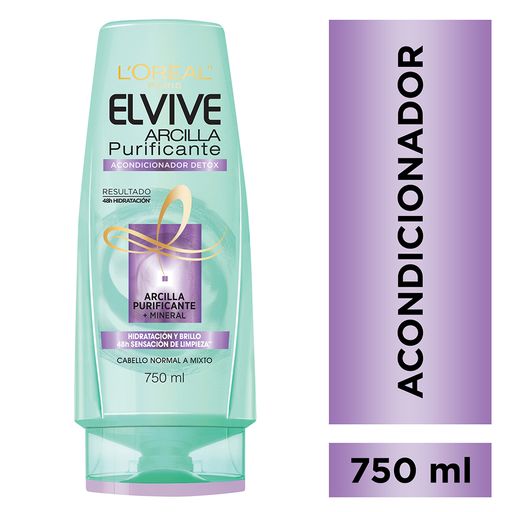 L'ORÉAL
PARIS
ELVIVE
ARCILLA
Purificante
ACONDICIONADOR DETOX
RESULTADO
48h HIDRATACIÓN*
ARCILLA
PURIFICANTE
+ MINERAL
HIDRATACIÓN Y BRILLO
48h SENSACIÓN DE LIMPIEZA*
CABELLO NORMAL A MIXTO
750 ml
ACONDICIONADOR
750 ml